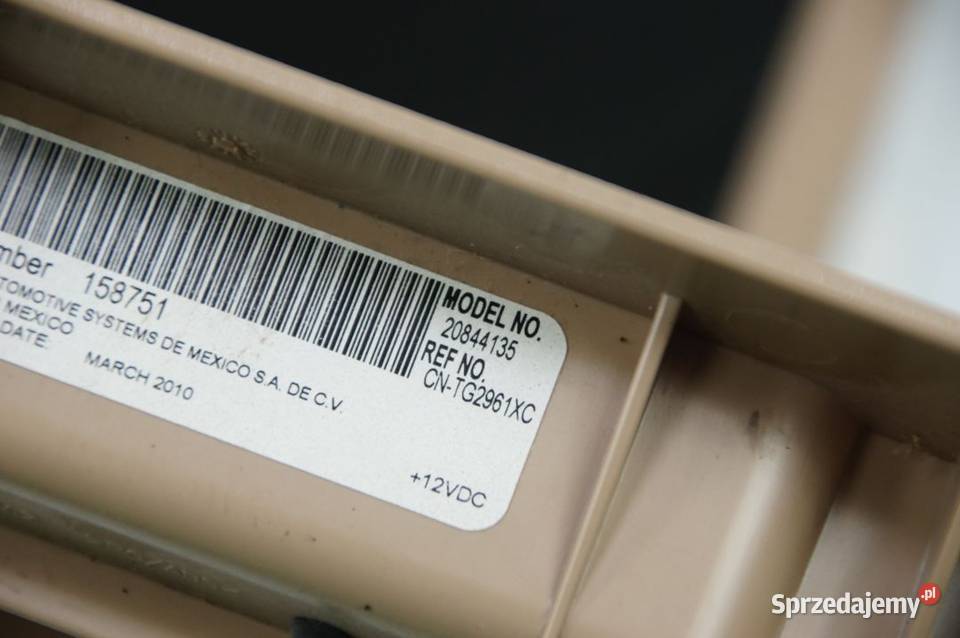 mber 158751
TOMOTIVE SYSTEMS DE MEXICO S.A. DE C.V.
MEXICO
DATE:
MARCH 2010
MODEL NO.
20844135
REF NO.
CN-TG2961XC
+12VDC
Sprzedajemy.pl